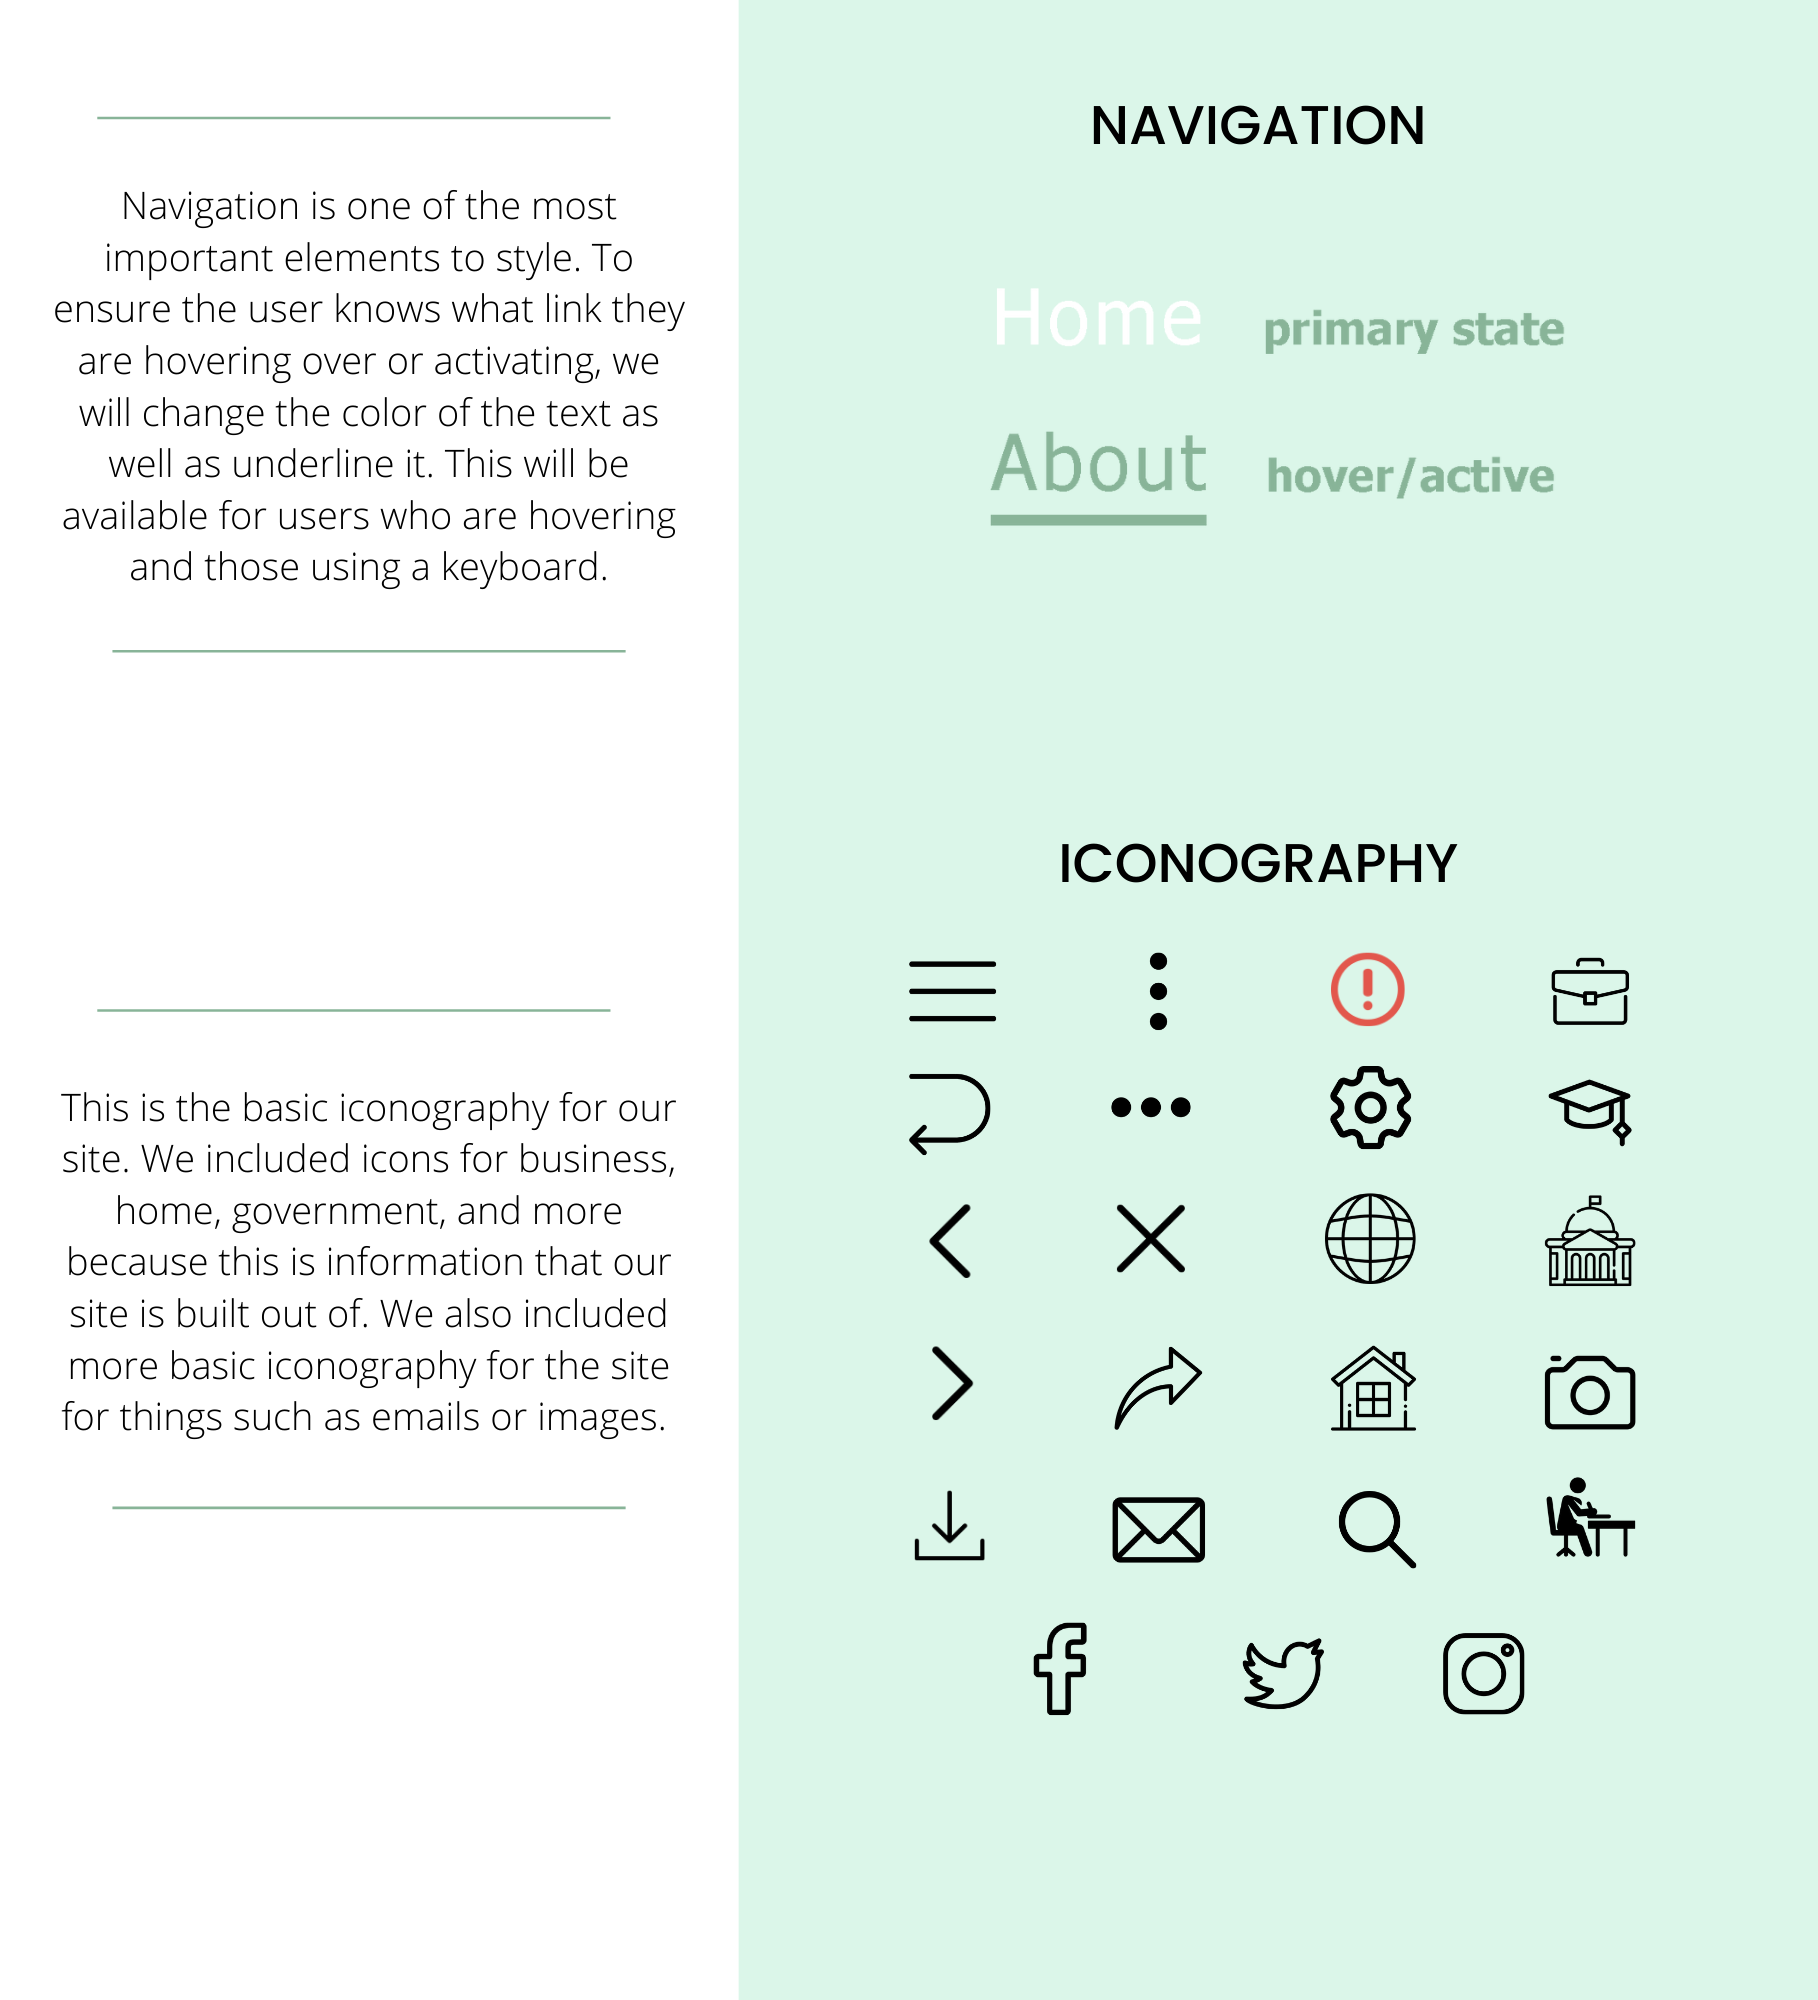 Navigation is one of the most
important elements to style. To
ensure the user knows what link they
are hovering over or activating, we
will change the color of the text as
well as underline it. This will be
available for users who are hovering
and those using a keyboard.
NAVIGATION
Home primary state
About hover/active
This is the basic iconography for our
site. We included icons for business,
home, government, and more
because this is information that our
site is built out of. We also included
more basic iconography for the site
for things such as emails or images.
ICONOGRAPHY